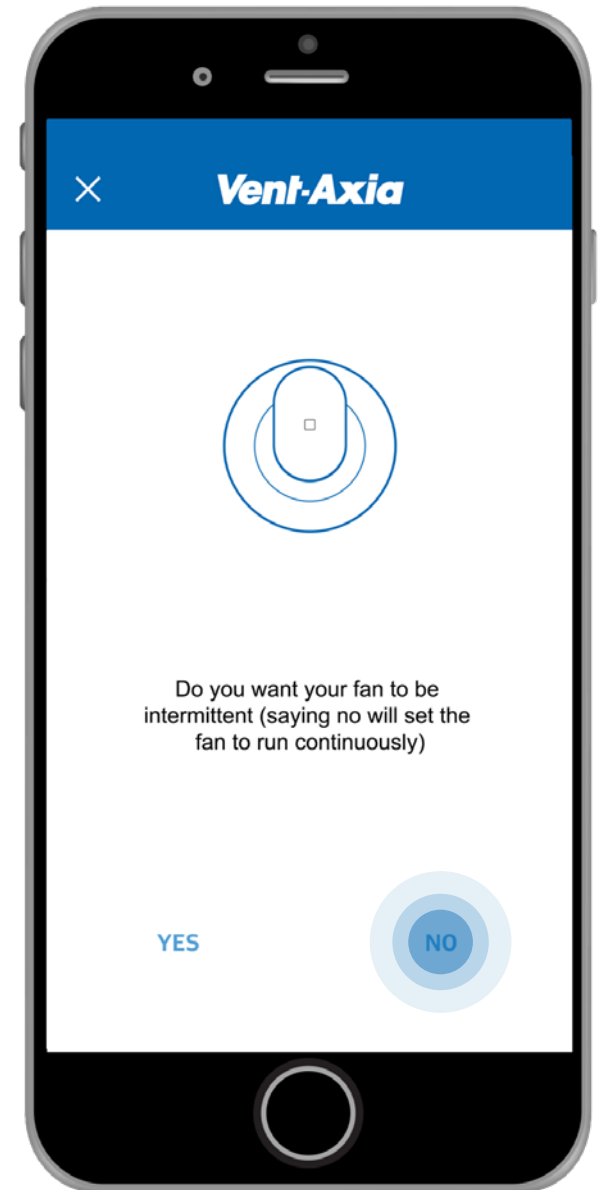 Vent-Axia
Do you want your fan to be
intermittent (saying no will set the
fan to run continuously)
YES
NO